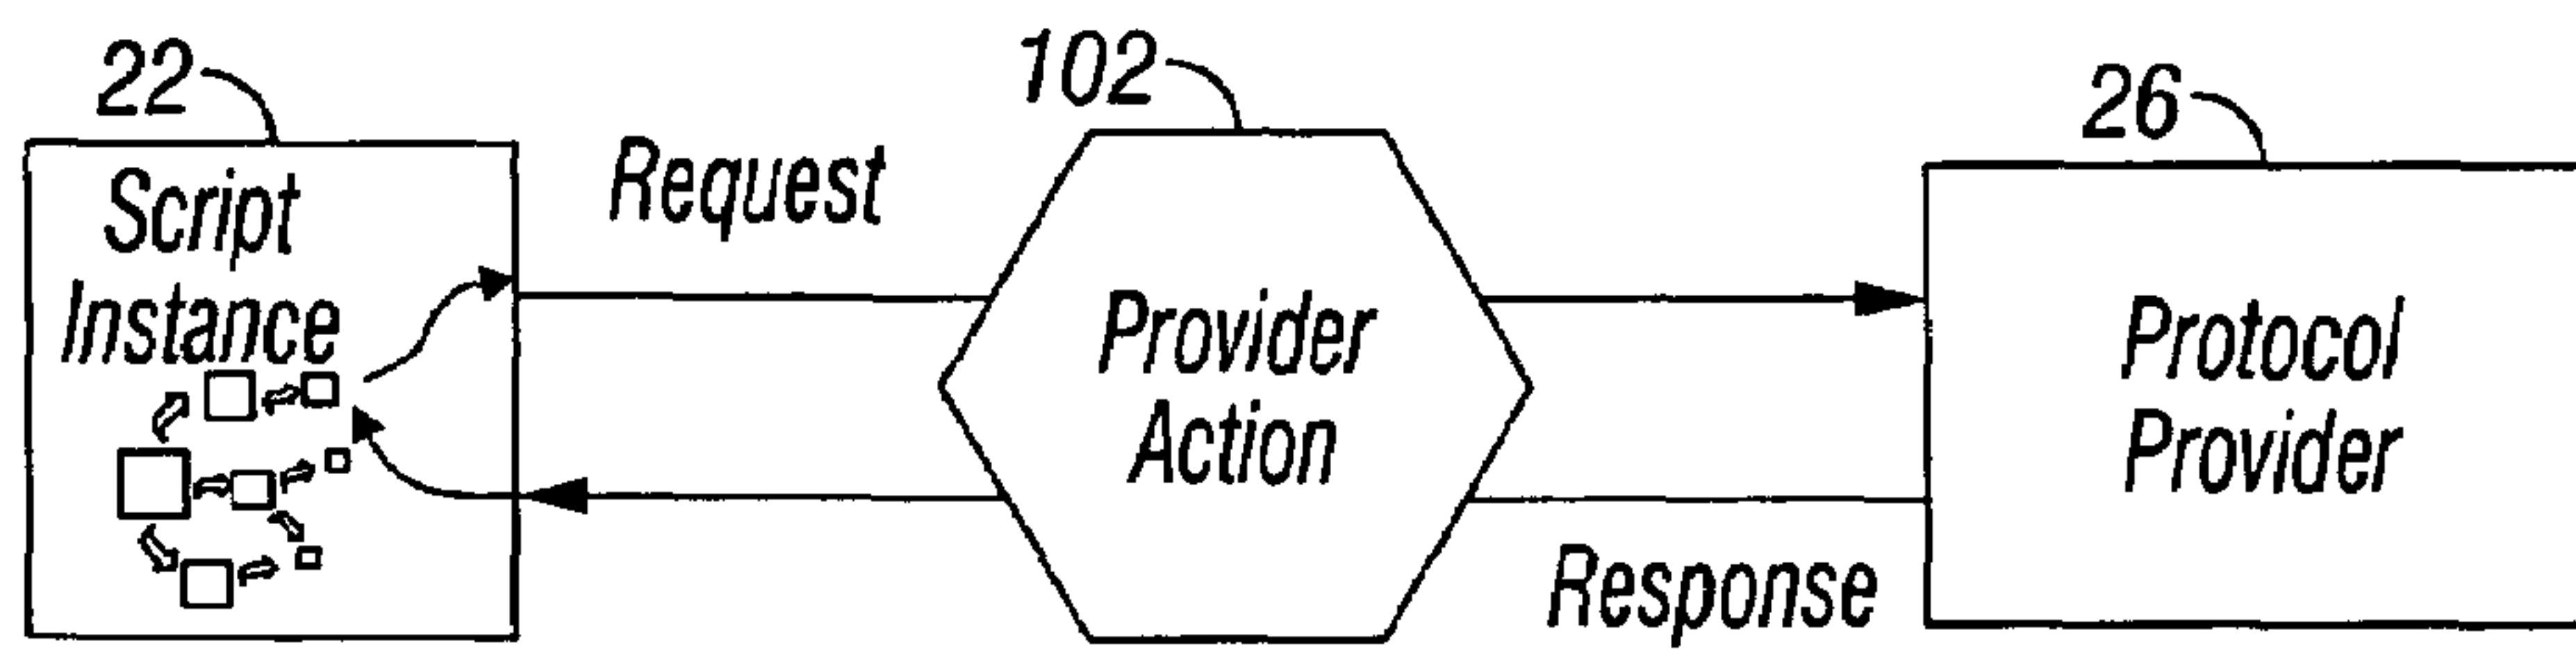 22
Script
Instance
Request
102
Provider
Action
26
Protocol
Provider
Response